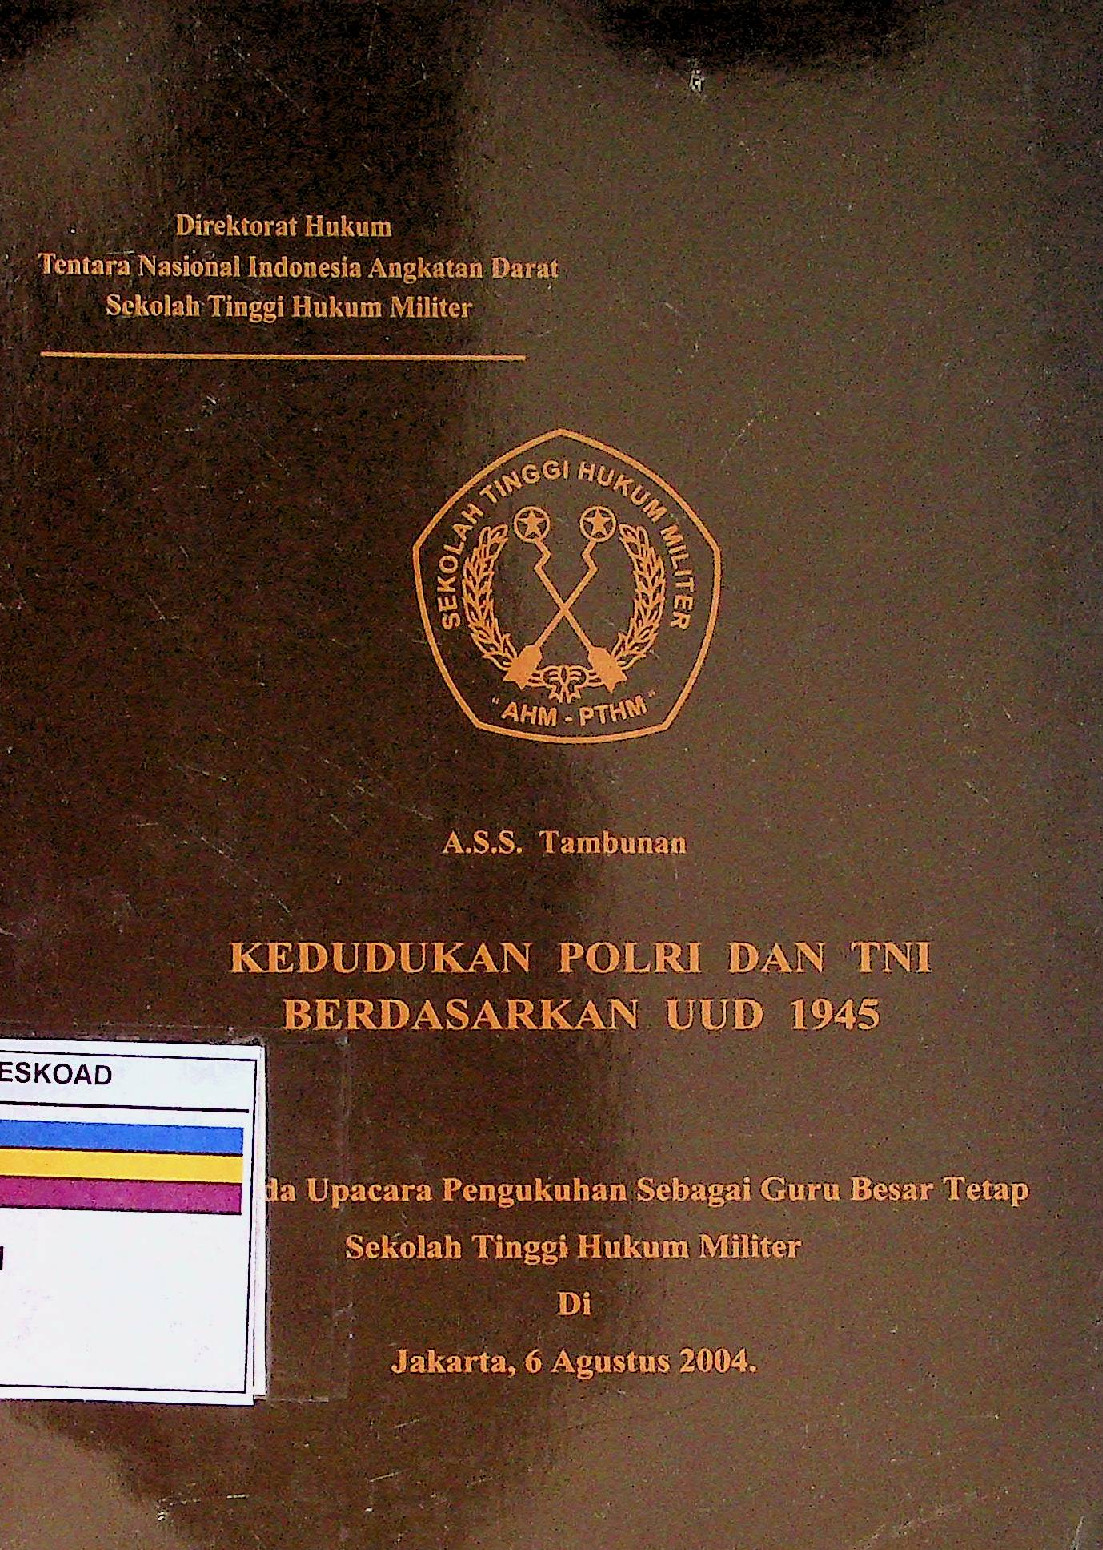 Direktorat Hukum
Tentara Nasional Indonesia Angkatan Darat
Sekolah Tinggi Hukum Militer
SEKOLAH TINGGI HUKUM MILITER
" AHM - PTHM "
A.S.S. Tambunan
KEDUDUKAN POLRI DAN TNI
BERDASARKAN UUD 1945
ESKOAD
da Upacara Pengukuhan Sebagai Guru Besar Tetap
Sekolah Tinggi Hukum Militer
Di
Jakarta, 6 Agustus 2004.